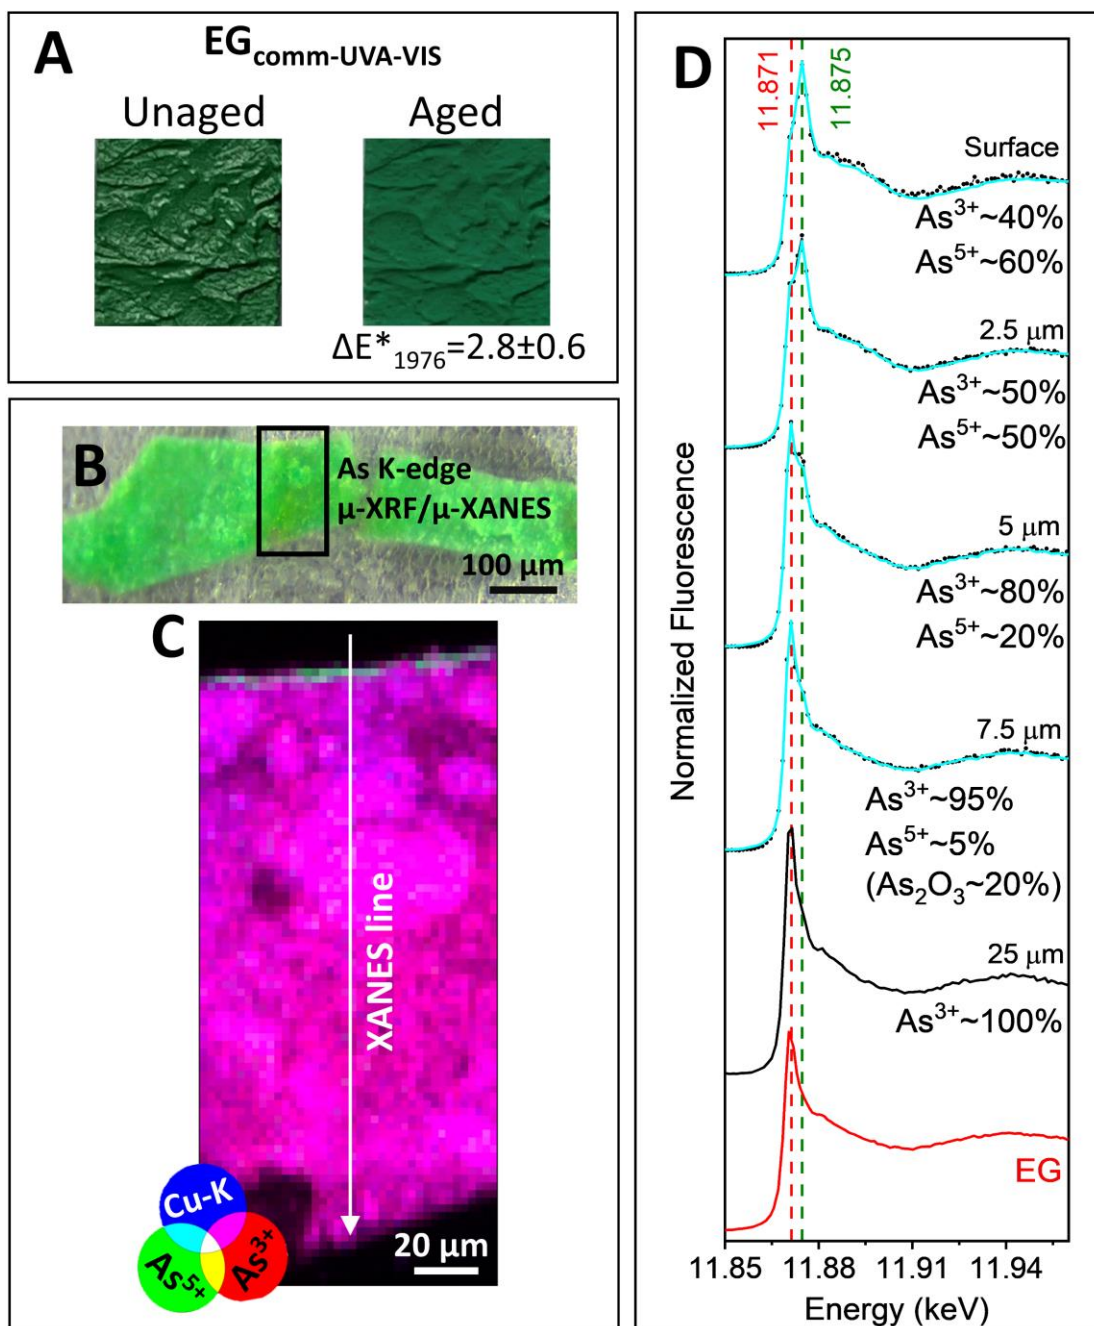 A
EG comm-UVA-VIS
Unaged
Aged
ΔE*1976=2.8±0.6
B
As K-edge
μ-XRF/μ-XANES
100 μm
C
XANES line
20 μm
Cu-K
As5+
As3+
D
11.871
11.875
Surface
As3+~40%
As5+~60%
2.5 μm
As3+~50%
As5+~50%
5 μm
As3+~80%
As5+~20%
7.5 μm
As3+~95%
As5+~5%
(As2O3~20%)
25 μm
As3+~100%
EG
Normalized Fluorescence
11.85 11.88 11.91 11.94
Energy (keV)